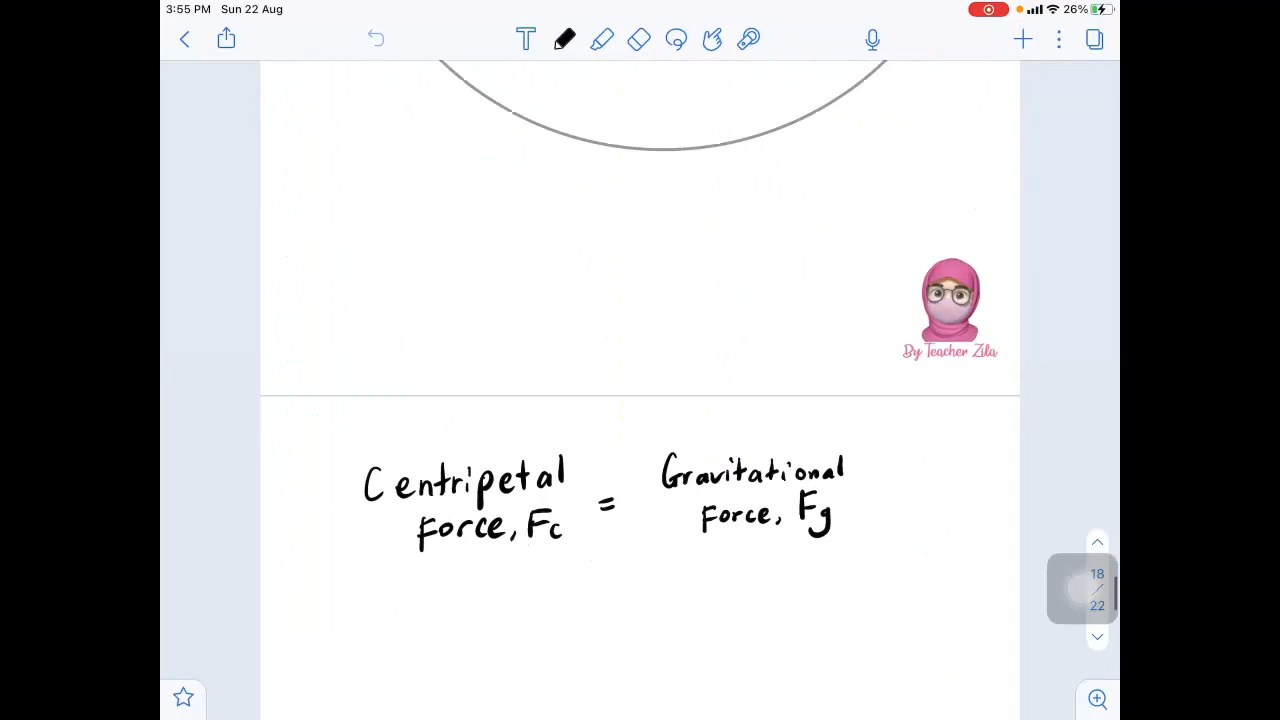 3:55 PM Sun 22 Aug 26%
By Teacher Zila
Centripetal Force, Fc = Gravitational Force, Fg
18
/
22